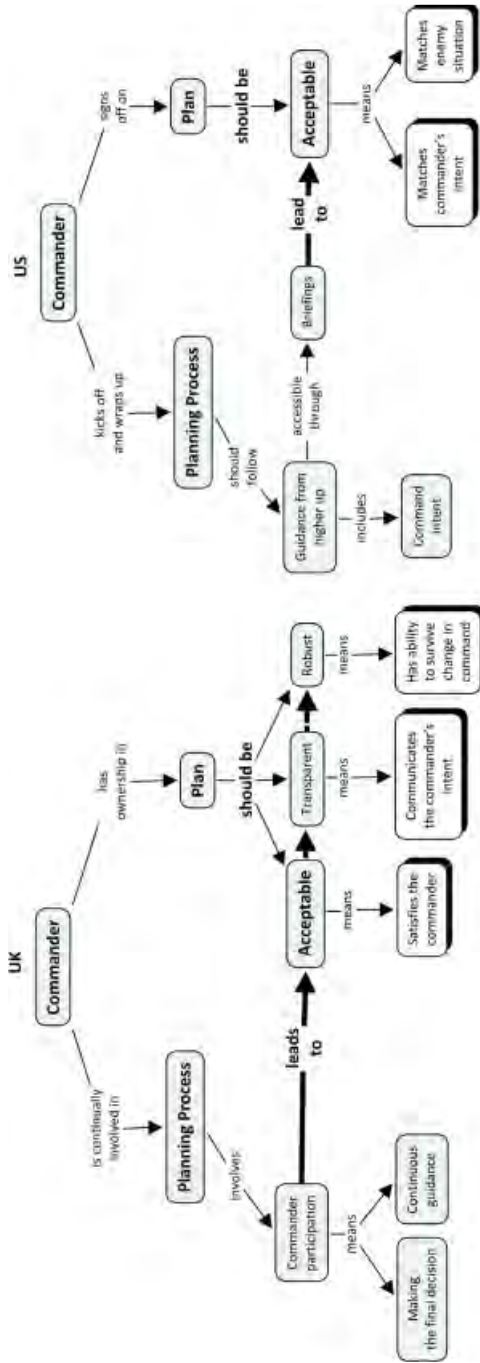 UK
Commander
is continually
involved in
has
ownership in
Planning Process
Plan
involves
should be
Commander
participation
leads
to
Acceptable
Transparent
Robust
means
means
means
means
Making
the final decision
Continuous
guidance
Satisfies the
commander
Communicates
the commander's
intent.
Has ability
to survive
change in
command
US
Commander
kicks off
and wraps up
signs
off on
Planning Process
Plan
should
follow
should be
Guidance from
higher up
accessible
through
Briefings
lead
to
Acceptable
includes
means
Command
intent
Matches
commander's
intent
Matches
enemy
situation